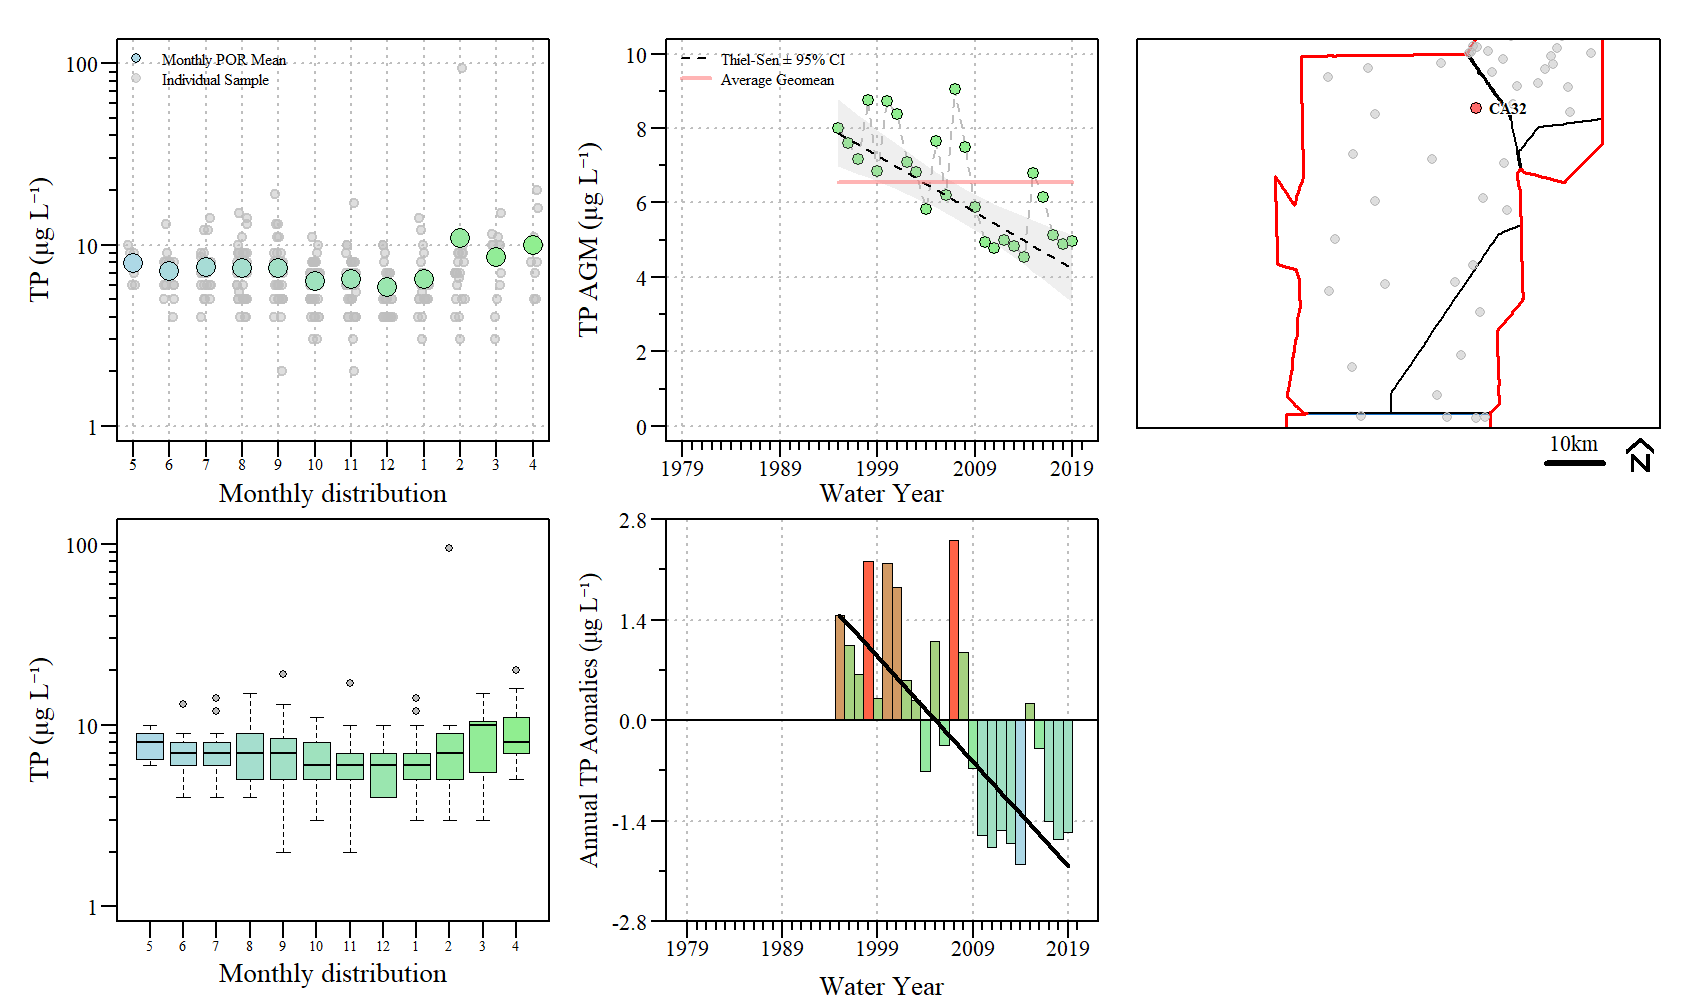 Monthly POR Mean
Individual Sample
100
10
1
TP (µg L⁻¹)
5 6 7 8 9 10 11 12 1 2 3 4
Monthly distribution
Thiel-Sen ± 95% CI
Average Geomean
10
8
6
4
2
0
TP AGM (µg L⁻¹)
1979 1989 1999 2009 2019
Water Year
CA32
10km
N
100
10
1
TP (µg L⁻¹)
5 6 7 8 9 10 11 12 1 2 3 4
Monthly distribution
2.8
1.4
0.0
-1.4
-2.8
Annual TP Aomalies (µg L⁻¹)
1979 1989 1999 2009 2019
Water Year